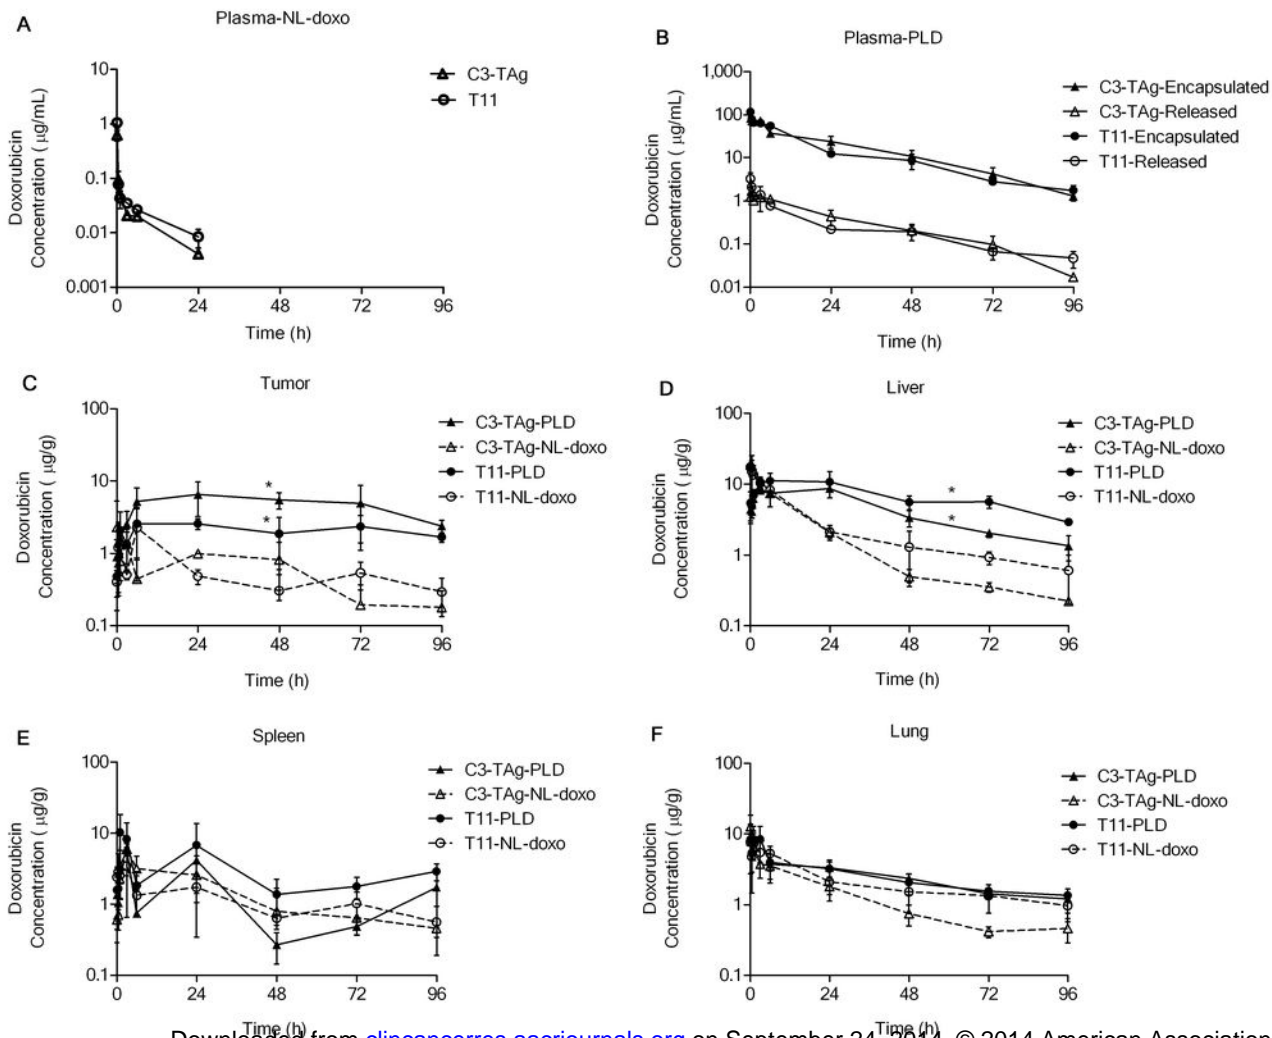 A
Plasma-NL-doxo
Doxorubicin
Concentration ( µg/mL)
10
1
0.1
0.01
0.001
0
24
48
72
96
Time (h)
C3-TAg
T11
B
Plasma-PLD
Doxorubicin
Concentration ( µg/mL)
1,000
100
10
1
0.1
0.01
0
24
48
72
96
Time (h)
C3-TAg-Encapsulated
C3-TAg-Released
T11-Encapsulated
T11-Released
C
Tumor
Doxorubicin
Concentration ( µg/g)
100
10
1
0.1
*
*
0
24
48
72
96
Time (h)
C3-TAg-PLD
C3-TAg-NL-doxo
T11-PLD
T11-NL-doxo
D
Liver
Doxorubicin
Concentration ( µg/g)
100
10
1
0.1
*
*
0
24
48
72
96
Time (h)
C3-TAg-PLD
C3-TAg-NL-doxo
T11-PLD
T11-NL-doxo
E
Spleen
Doxorubicin
Concentration ( µg/g)
100
10
1
0.1
0
24
48
72
96
Time (h)
C3-TAg-PLD
C3-TAg-NL-doxo
T11-PLD
T11-NL-doxo
F
Lung
Doxorubicin
Concentration ( µg/g)
100
10
1
0.1
0
24
48
72
96
Time (h)
C3-TAg-PLD
C3-TAg-NL-doxo
T11-PLD
T11-NL-doxo
Downloaded from clincancerres.aacrjournals.org on September 24, 2014. © 2014 American Association